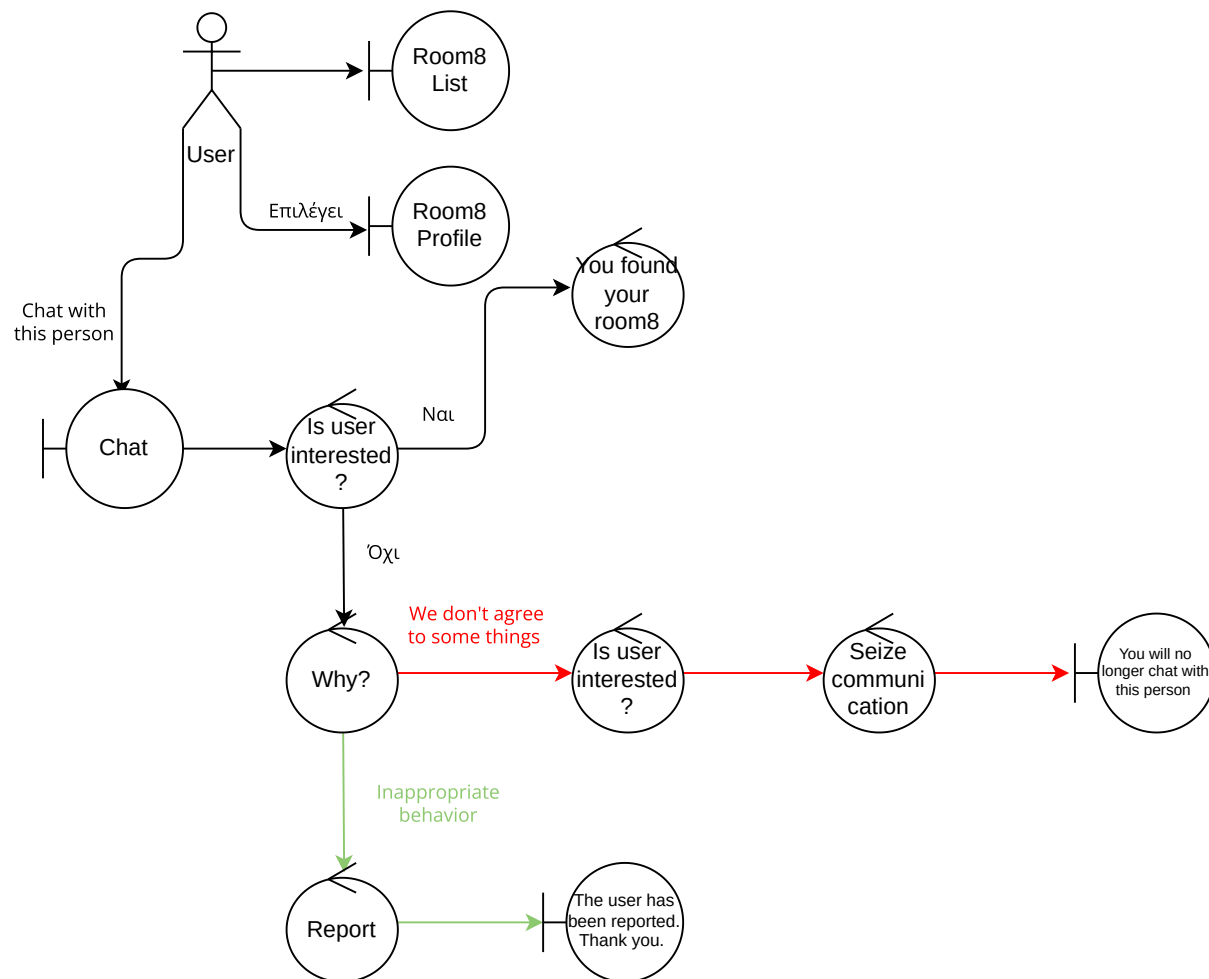 Room8
List
User
Επιλέγει
Room8
Profile
You found
your
room8
Chat with
this person
Ναι
Chat
Is user
interested
?
Όχι
We don't agree
to some things
Why?
Is user
interested
?
Seize
communi
cation
You will no
longer chat with
this person
Inappropriate
behavior
Report
The user has
been reported.
Thank you.